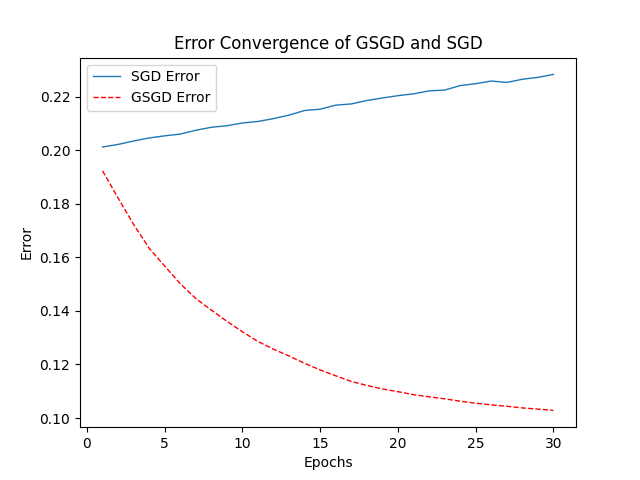 Error Convergence of GSGD and SGD
SGD Error
GSGD Error
0.22
0.20
0.18
0.16
0.14
0.12
0.10
Error
0 5 10 15 20 25 30
Epochs